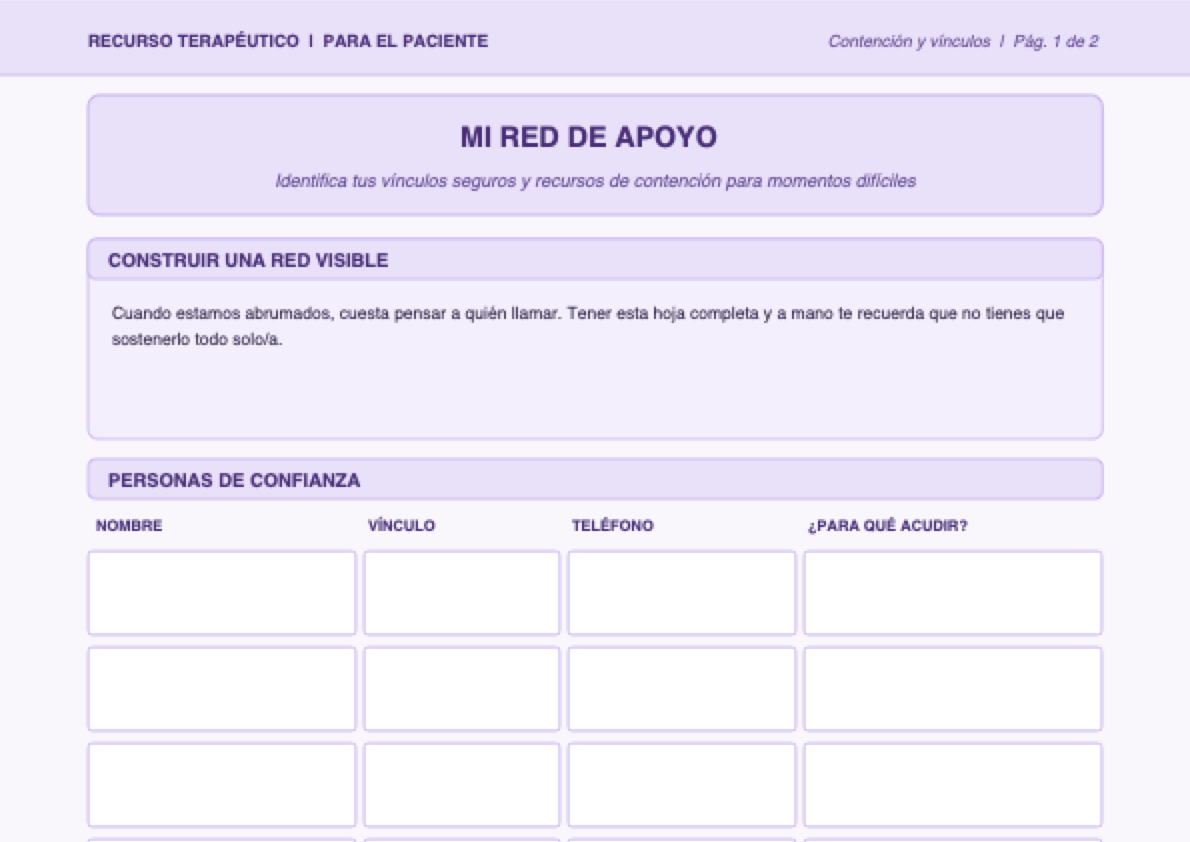 RECURSO TERAPÉUTICO | PARA EL PACIENTE
Contención y vínculos | Pág. 1 de 2
MI RED DE APOYO
Identifica tus vínculos seguros y recursos de contención para momentos difíciles
CONSTRUIR UNA RED VISIBLE
Cuando estamos abrumados, cuesta pensar a quién llamar. Tener esta hoja completa y a mano te recuerda que no tienes que
sostenerlo todo solo/a.
PERSONAS DE CONFIANZA
NOMBRE VÍNCULO TELÉFONO ¿PARA QUÉ ACUDIR?